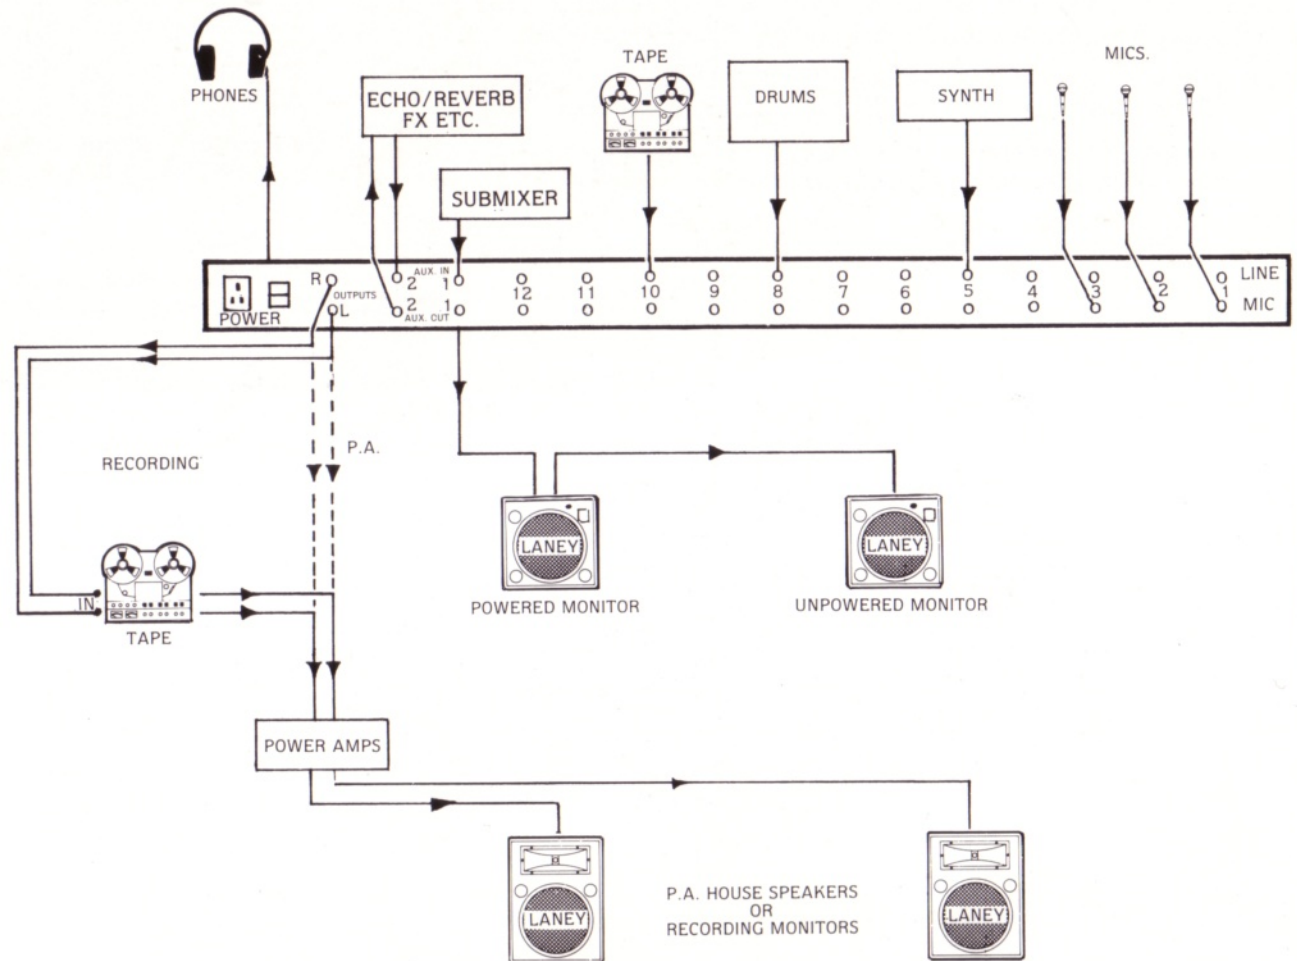 PHONES
ECHO/REVERB
FX ETC.
SUBMIXER
TAPE
DRUMS
SYNTH
MICS.
POWER
R
OUTPUTS
L
AUX. IN
2 1
2 1
AUX. CUT
12 11 10 9 8 7 6 5 4 3 2 1
LINE
MIC
RECORDING
P.A.
IN
TAPE
LANEY
POWERED MONITOR
LANEY
UNPOWERED MONITOR
POWER AMPS
LANEY
P.A. HOUSE SPEAKERS
OR
RECORDING MONITORS
LANEY